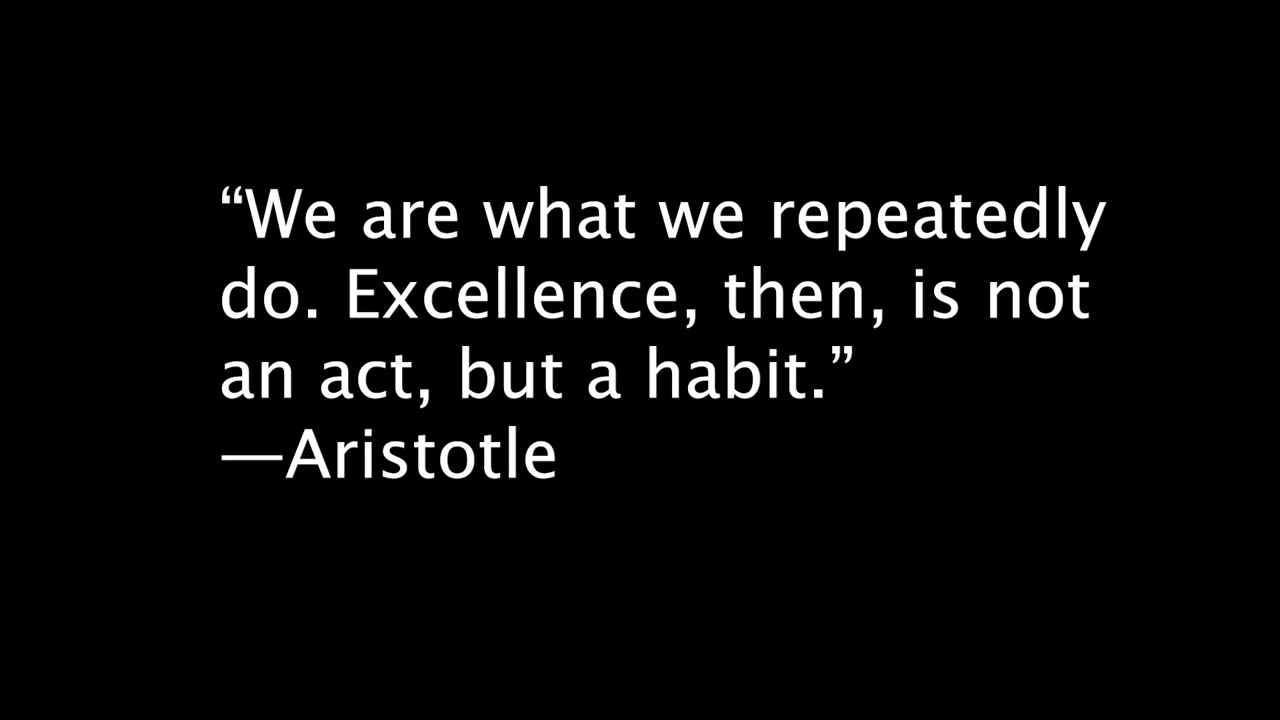 “We are what we repeatedly
do. Excellence, then, is not
an act, but a habit.”
—Aristotle